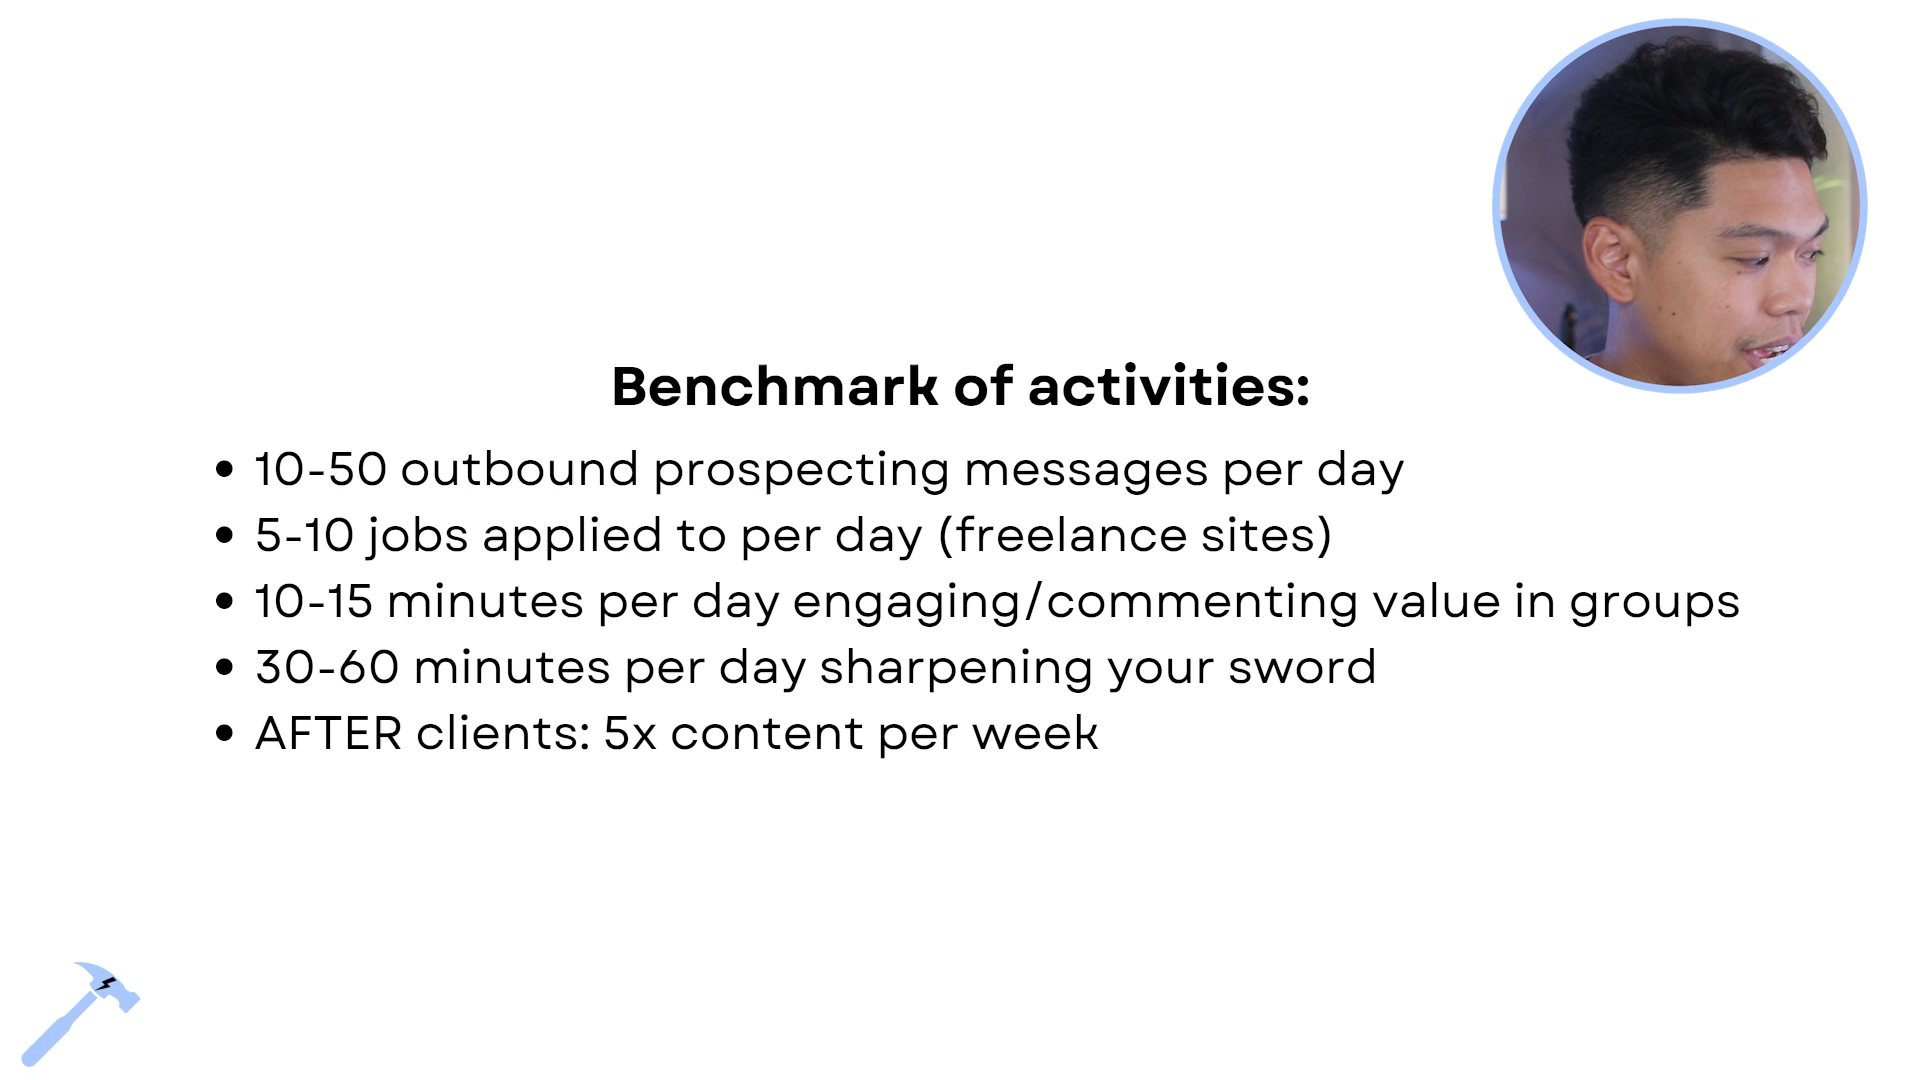 Benchmark of activities:
10-50 outbound prospecting messages per day
5-10 jobs applied to per day (freelance sites)
10-15 minutes per day engaging/commenting value in groups
30-60 minutes per day sharpening your sword
AFTER clients: 5x content per week